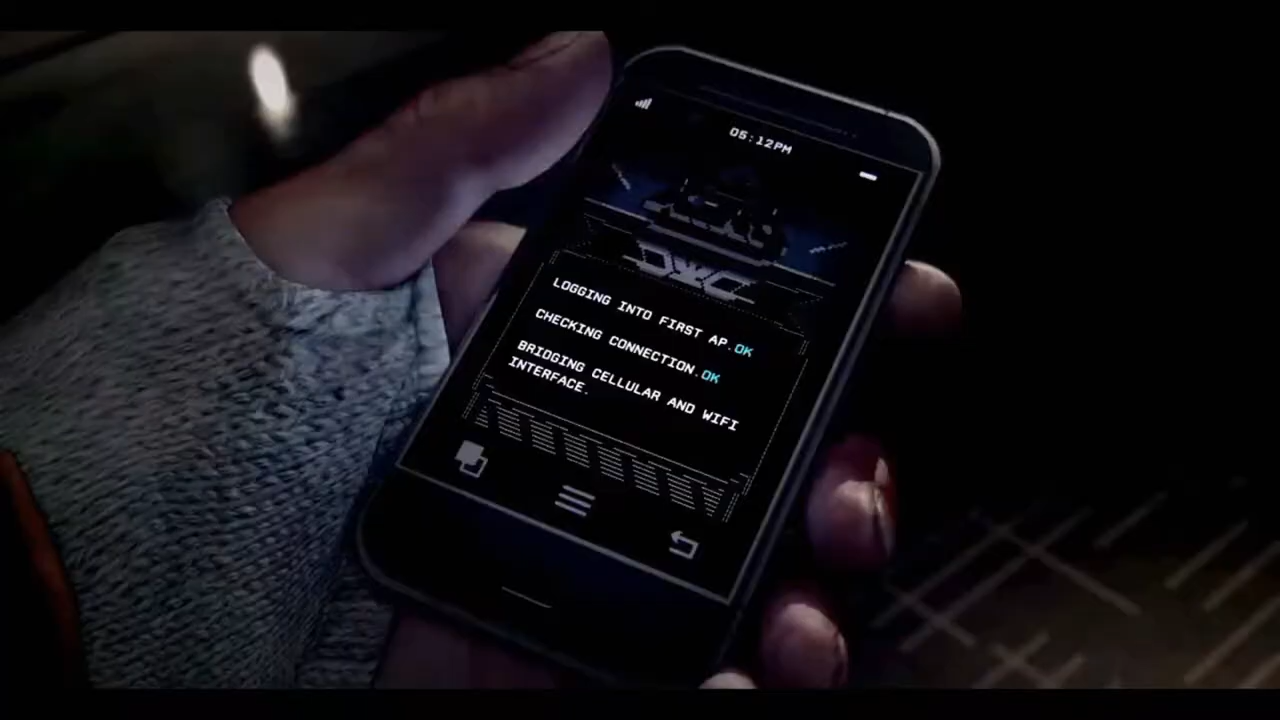 05:12PM
LOGGING INTO FIRST AP.OK
CHECKING CONNECTION.OK
BRIDGING CELLULAR AND WIFI
INTERFACE.